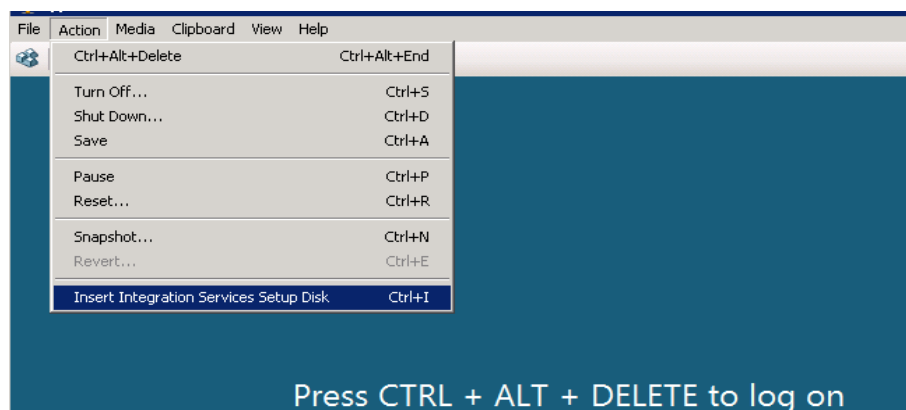 File Action Media Clipboard View Help
Ctrl+Alt+Delete Ctrl+Alt+End
Turn Off... Ctrl+S
Shut Down... Ctrl+D
Save Ctrl+A
Pause Ctrl+P
Reset... Ctrl+R
Snapshot... Ctrl+N
Revert... Ctrl+E
Insert Integration Services Setup Disk Ctrl+I
Press CTRL + ALT + DELETE to log on